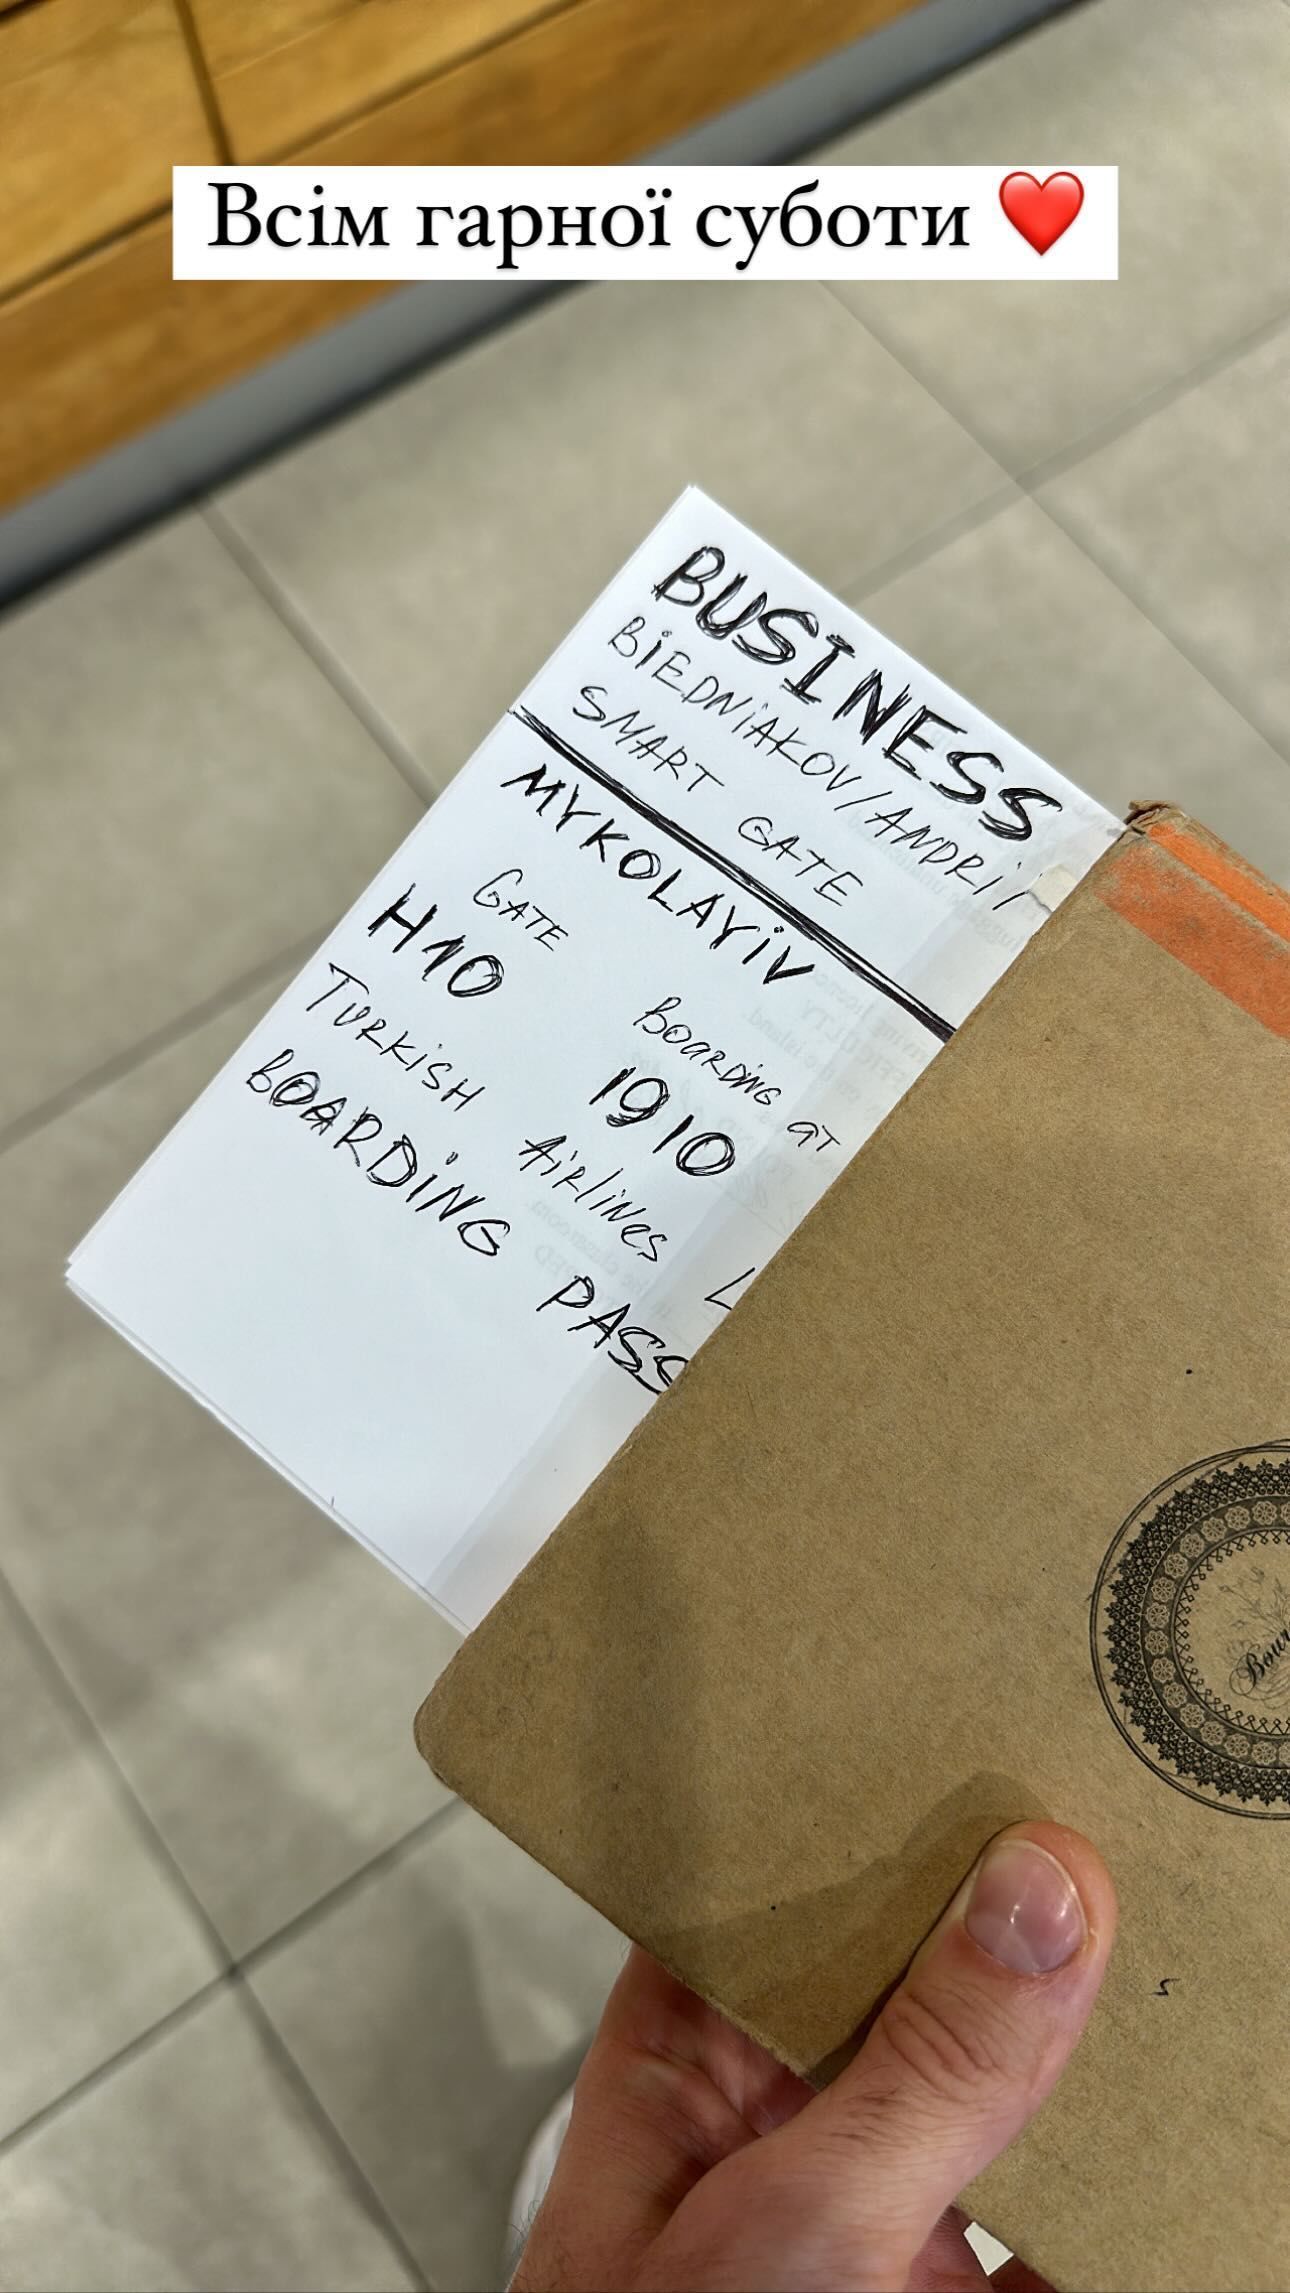 Всім гарної суботи ❤️
BUSINESS
BiEDNiAKOV/ANDRii
SMART GATE
MYKOLAYiV
GATE
H10
BOARDiNG aT
1910
TURKiSH AiRliNes
BOARDiNG PASS